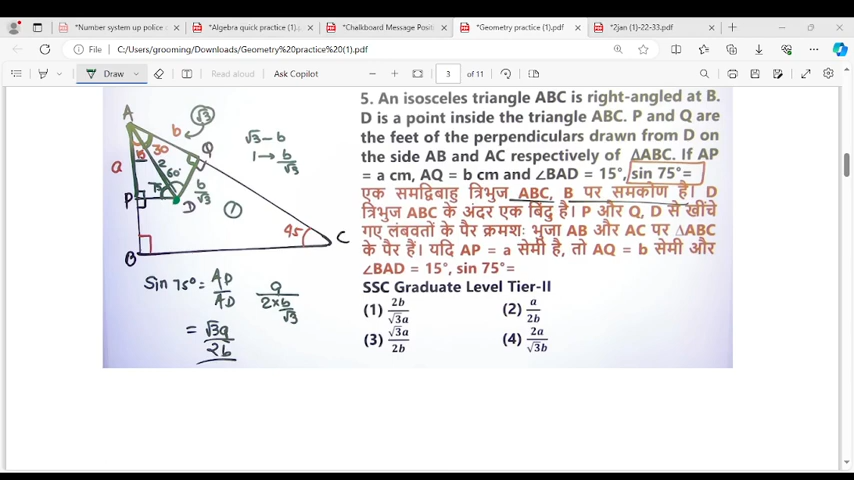 *Number system up police
*Algebra quick practice (1).p
*Chalkboard Message Posit
*Geometry practice (1).pdf
*2jan (1)-22-33.pdf
File
C:/Users/grooming/Downloads/Geometry%20practice%20(1).pdf
Draw
Read aloud
Ask Copilot
3
of 11
A
b
√3
√3-b
1→ b/√3
Q
a
15
30
2
60°
75
b/√3
P
D
1
45
C
B
Sin 75° = AP/AD
a/(2×b/√3)
= √3a/2b
5. An isosceles triangle ABC is right-angled at B.
D is a point inside the triangle ABC. P and Q are
the feet of the perpendiculars drawn from D on
the side AB and AC respectively of ΔABC. If AP
= a cm, AQ = b cm and ∠BAD = 15°, sin 75°=
एक समद्विबाहु त्रिभुज ABC, B पर समकोण है। D
त्रिभुज ABC के अंदर एक बिंदु है। P और Q, D से खींचे
गए लंबवतों के पैर क्रमशः भुजा AB और AC पर ΔABC
के पैर हैं। यदि AP = a सेमी है, तो AQ = b सेमी और
∠BAD = 15°, sin 75°=
SSC Graduate Level Tier-II
(1) 2b/√3a
(2) a/2b
(3) √3a/2b
(4) 2a/√3b